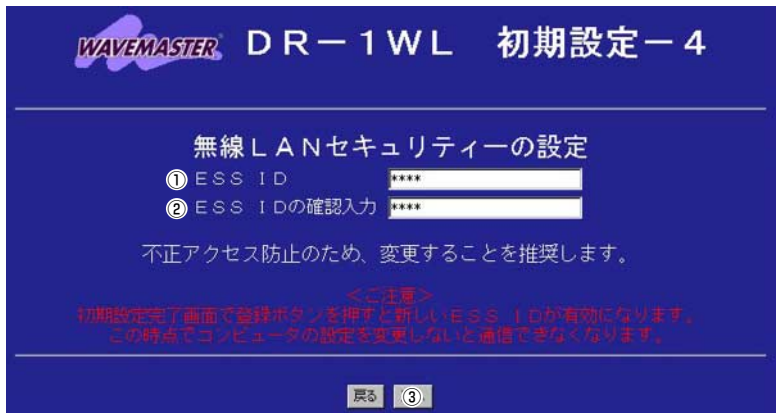 WAVEMASTER DR－1WL 初期設定－4
無線LANセキュリティーの設定
① ESS ID ****
② ESS IDの確認入力 ****
不正アクセス防止のため、変更することを推奨します。
＜ご注意＞
初期設定完了画面で登録ボタンを押すと新しいESS IDが有効になります。
この時点でコンピュータの設定を変更しないと通信できなくなります。
戻る ③